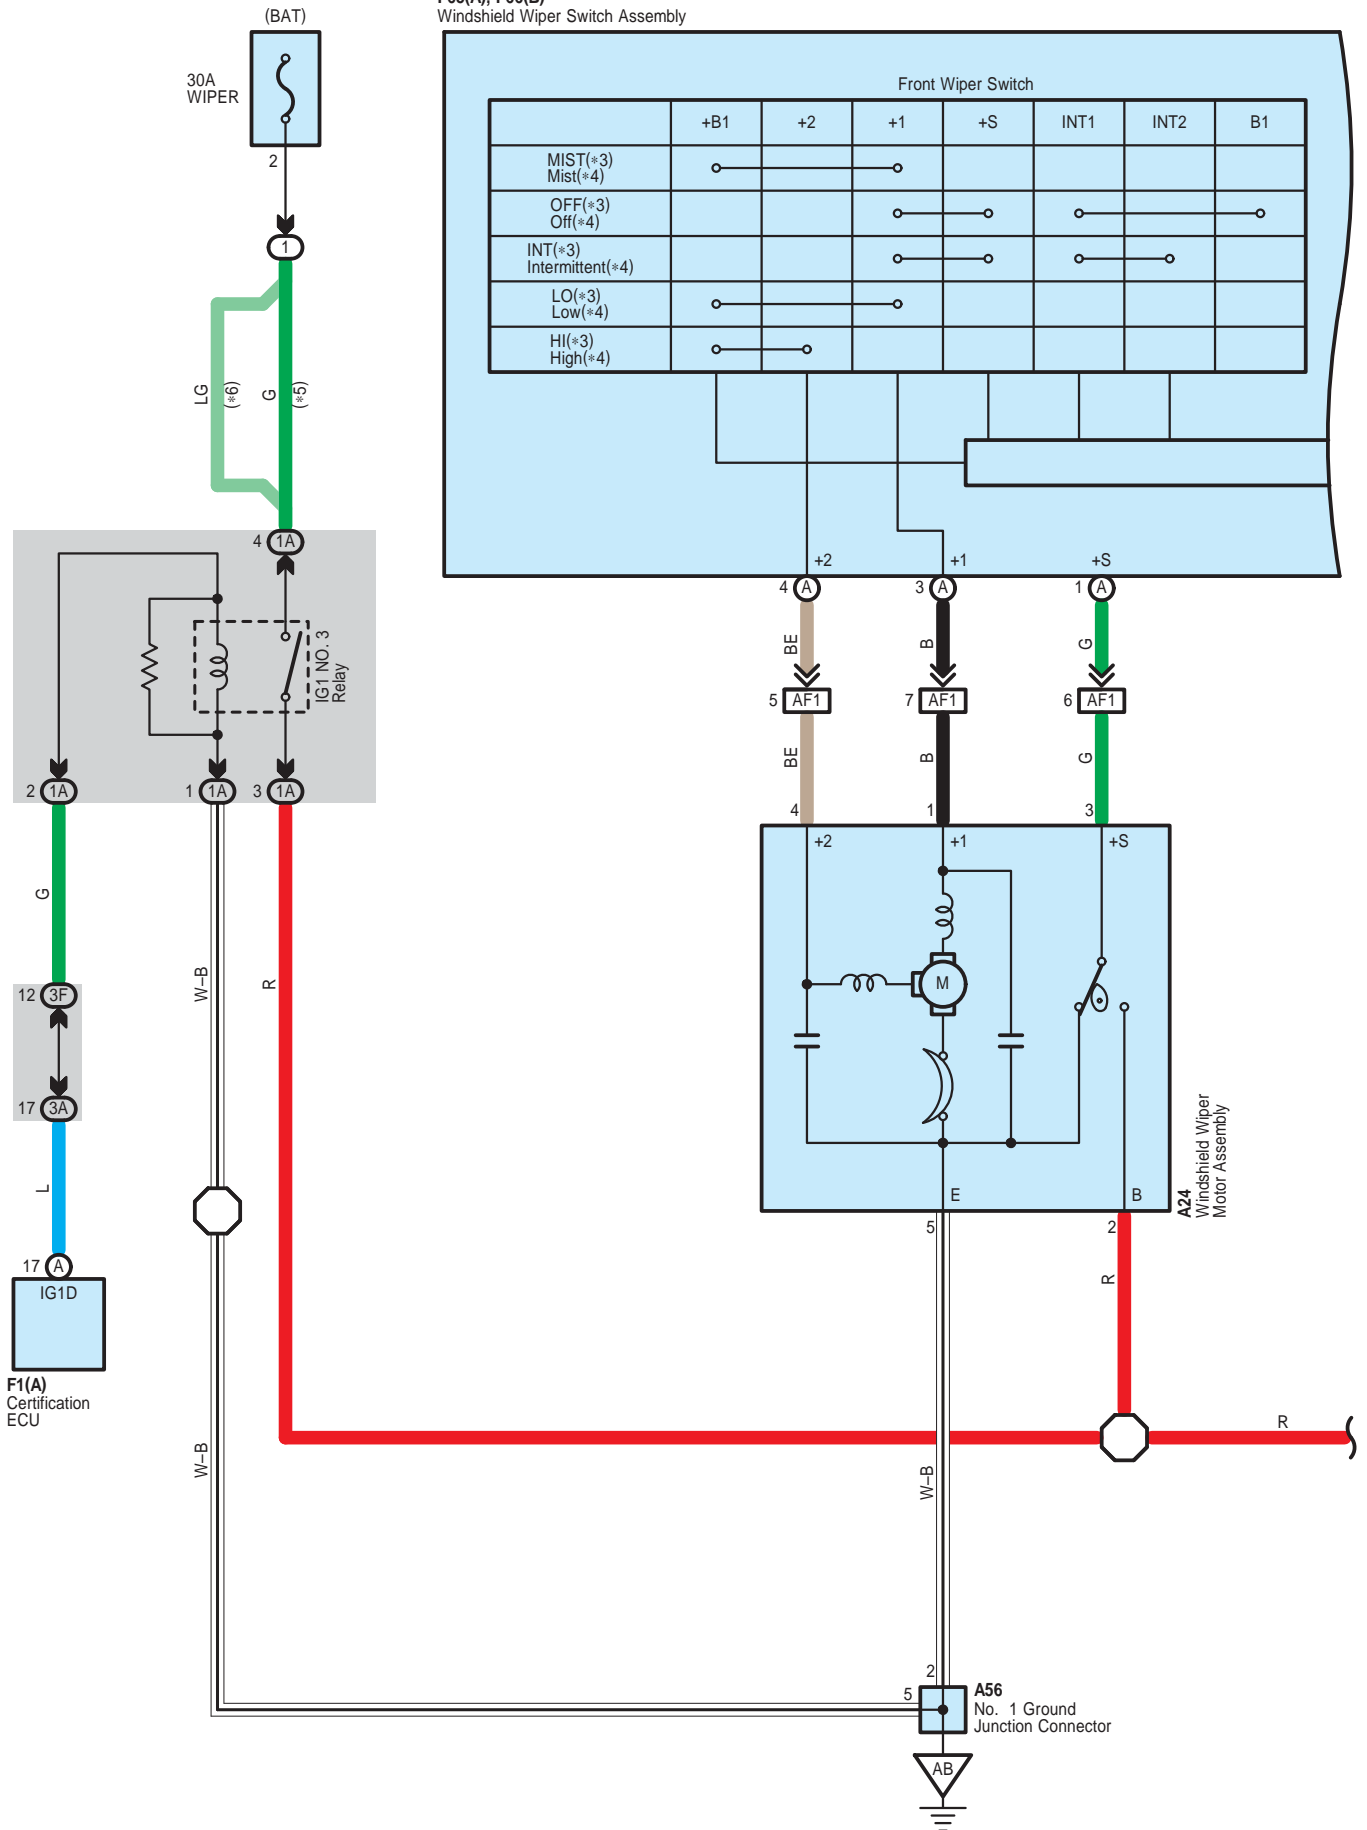 (BAT)
Windshield Wiper Switch Assembly
30A
WIPER
2
1
LG
(*6)
G
(*5)
Front Wiper Switch
+B1 +2 +1 +S INT1 INT2 B1
MIST(*3)
Mist(*4)
OFF(*3)
Off(*4)
INT(*3)
Intermittent(*4)
LO(*3)
Low(*4)
HI(*3)
High(*4)
+2 +1 +S
4 A 3 A 1 A
BE B G
5 AF1 7 AF1 6 AF1
BE B G
4 1 3
+2 +1 +S
M
E B
5 2
A24
Windshield Wiper
Motor Assembly
4 1A
IG1 NO. 3
Relay
2 1A 1 1A 3 1A
G
W–B
R
12 3F
17 3A
L
17 A
IG1D
F1(A)
Certification
ECU
R
R
W–B
W–B
2
5
A56
No. 1 Ground
Junction Connector
AB